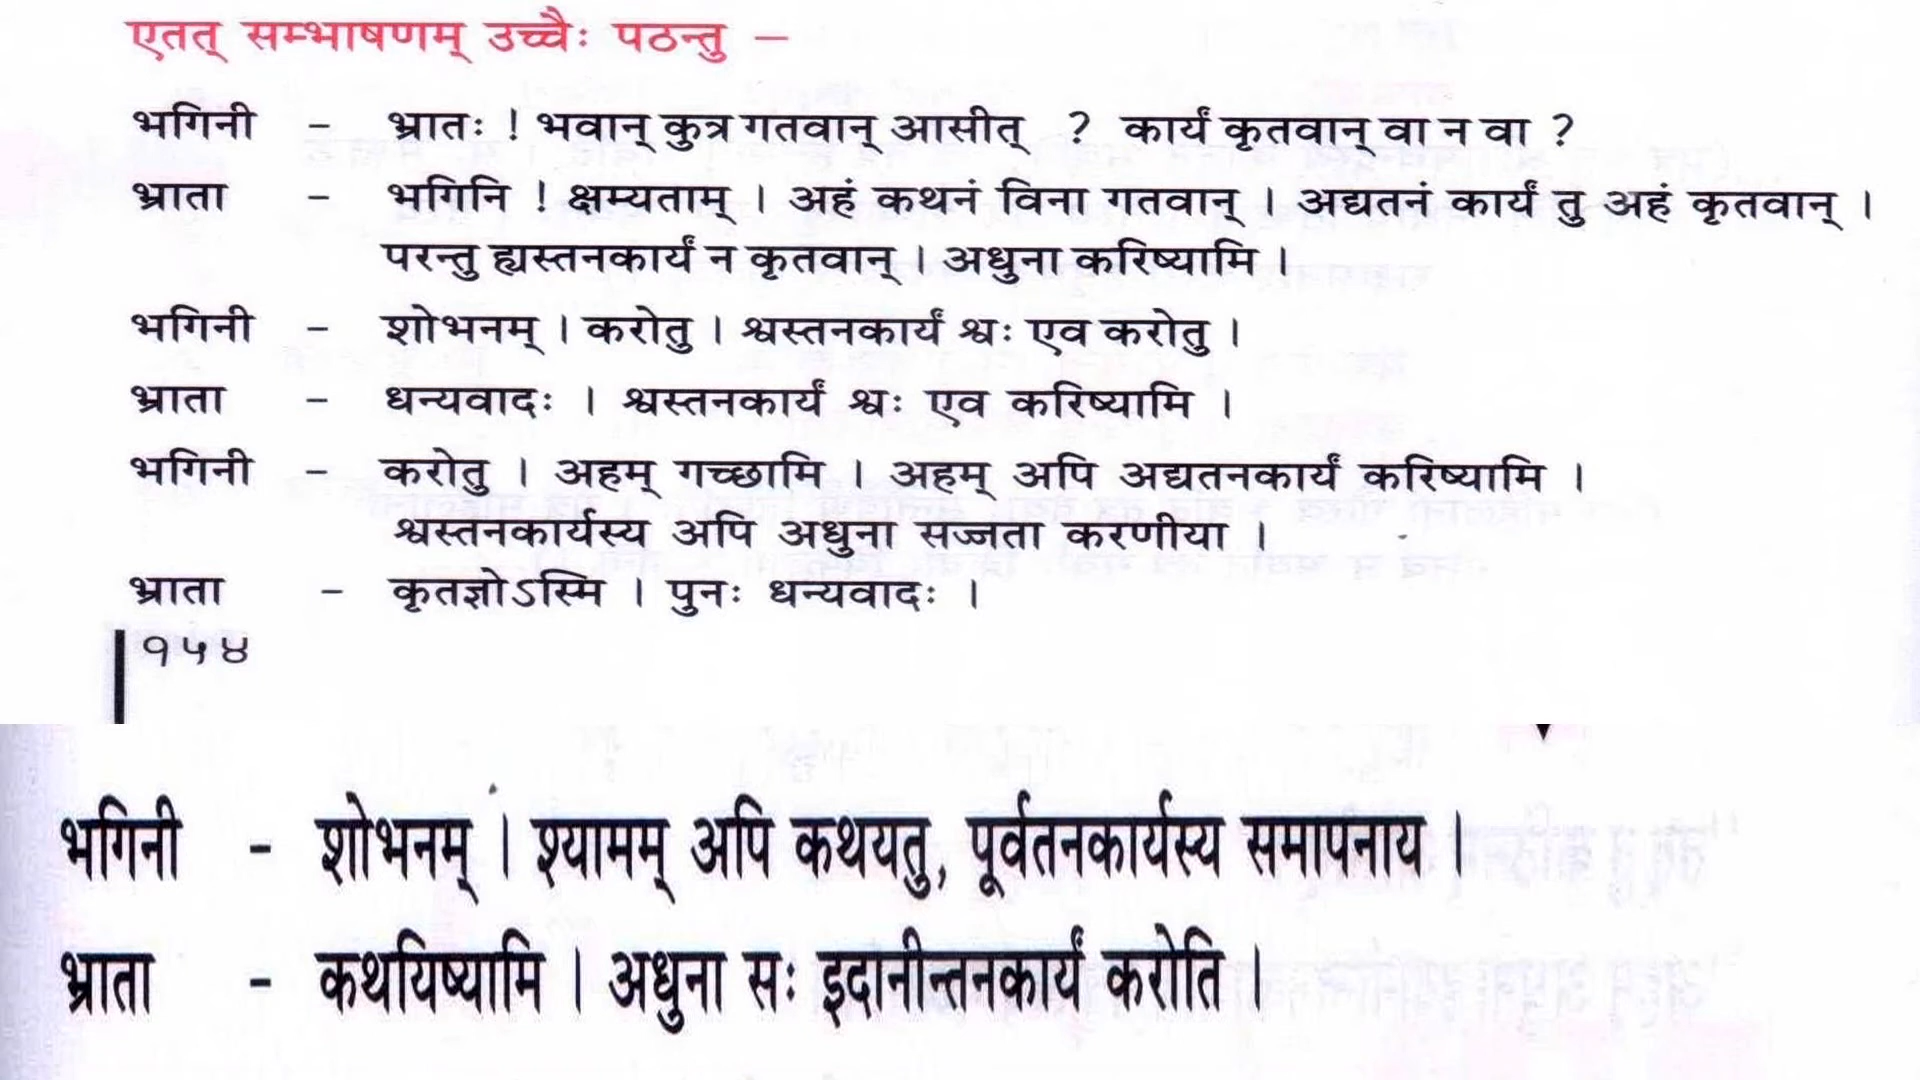 एतत् सम्भाषणम् उच्चैः पठन्तु –
भगिनी – भ्रातः ! भवान् कुत्र गतवान् आसीत् ? कार्यं कृतवान् वा न वा ?
भ्राता – भगिनि ! क्षम्यताम् । अहं कथनं विना गतवान् । अद्यतनं कार्यं तु अहं कृतवान् ।
परन्तु ह्यस्तनकार्यं न कृतवान् । अधुना करिष्यामि ।
भगिनी – शोभनम् । करोतु । श्वस्तनकार्यं श्वः एव करोतु ।
भ्राता – धन्यवादः । श्वस्तनकार्यं श्वः एव करिष्यामि ।
भगिनी – करोतु । अहम् गच्छामि । अहम् अपि अद्यतनकार्यं करिष्यामि ।
श्वस्तनकार्यस्य अपि अधुना सज्जता करणीया ।
भ्राता – कृतज्ञोऽस्मि । पुनः धन्यवादः ।
१५४
भगिनी - शोभनम् । श्यामम् अपि कथयतु, पूर्वतनकार्यस्य समापनाय ।
भ्राता - कथयिष्यामि । अधुना सः इदानीन्तनकार्यं करोति ।